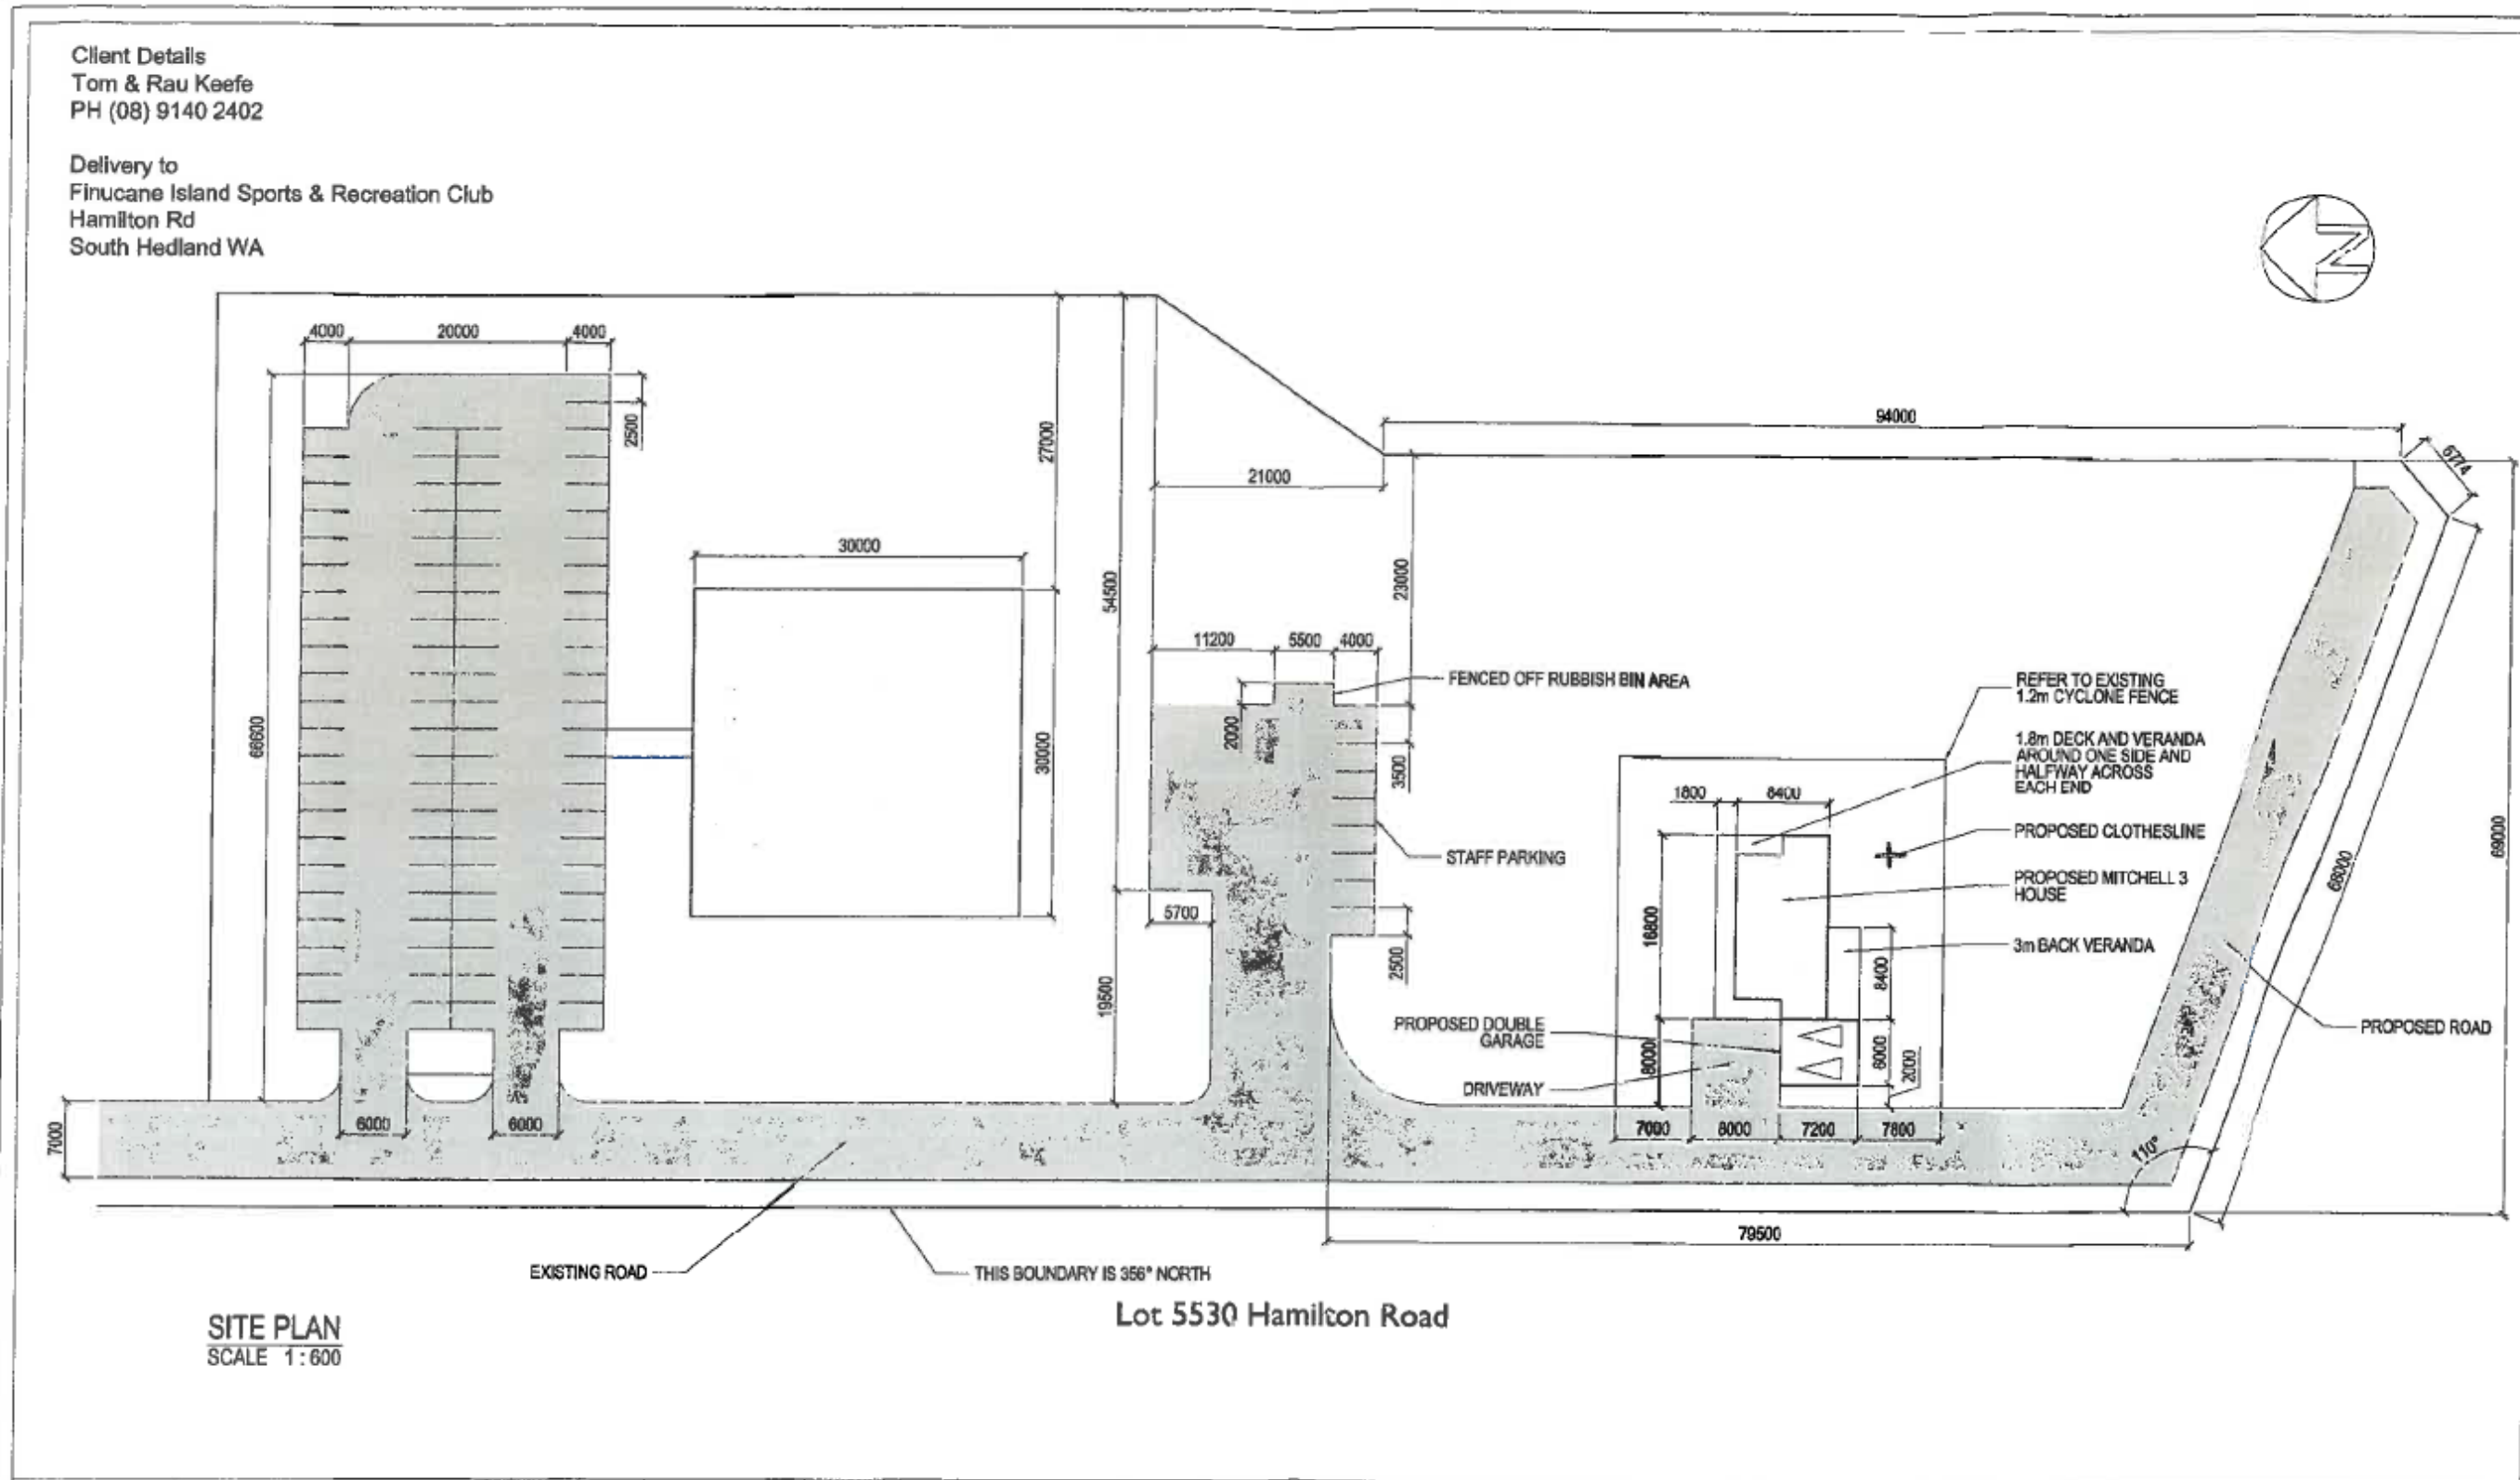 Client Details
Tom & Rau Keefe
PH (08) 9140 2402
Delivery to
Finucane Island Sports & Recreation Club
Hamilton Rd
South Hedland WA
N
4000
20000
4000
2500
27000
94000
6774
21000
30000
54500
23000
11200
5500
4000
FENCED OFF RUBBISH BIN AREA
REFER TO EXISTING
1.2m CYCLONE FENCE
66600
2000
30000
3500
1.8m DECK AND VERANDA
AROUND ONE SIDE AND
HALFWAY ACROSS
EACH END
1800
8400
PROPOSED CLOTHESLINE
69000
STAFF PARKING
68000
PROPOSED MITCHELL 3
HOUSE
5700
16800
3m BACK VERANDA
2500
8400
19500
PROPOSED DOUBLE
GARAGE
PROPOSED ROAD
8000
6000
2000
DRIVEWAY
7000
6000
6000
7000
8000
7200
7800
110°
79500
EXISTING ROAD
THIS BOUNDARY IS 356° NORTH
Lot 5530 Hamilton Road
SITE PLAN
SCALE 1 : 600